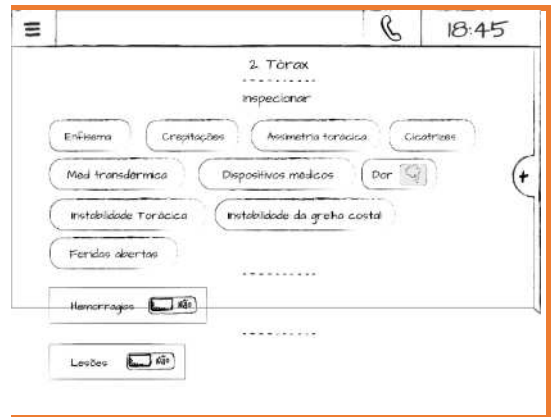 18:45
2. Tórax
Inspecionar
Enfisema Crepitações Assimetria torácica Cicatrizes
Med transdérmica Dispositivos médicos Dor
Instabilidade Torácica Instabilidade da grelha costal
Feridas abertas
+
Hemorragias Não
Lesões Não